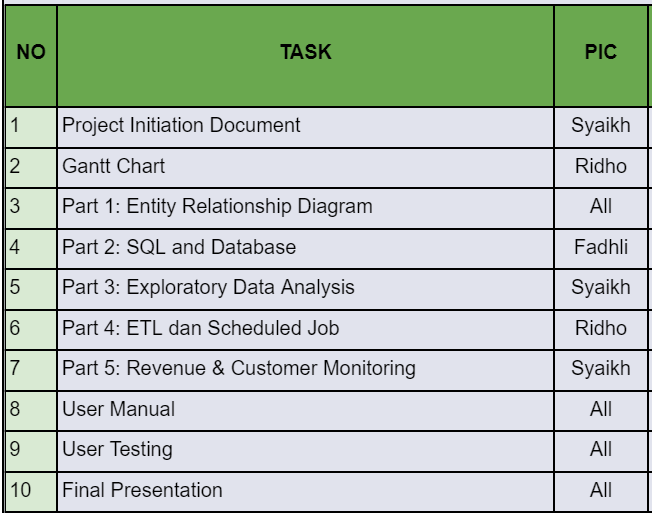 NO TASK PIC
1 Project Initiation Document Syaikh
2 Gantt Chart Ridho
3 Part 1: Entity Relationship Diagram All
4 Part 2: SQL and Database Fadhli
5 Part 3: Exploratory Data Analysis Syaikh
6 Part 4: ETL dan Scheduled Job Ridho
7 Part 5: Revenue & Customer Monitoring Syaikh
8 User Manual All
9 User Testing All
10 Final Presentation All